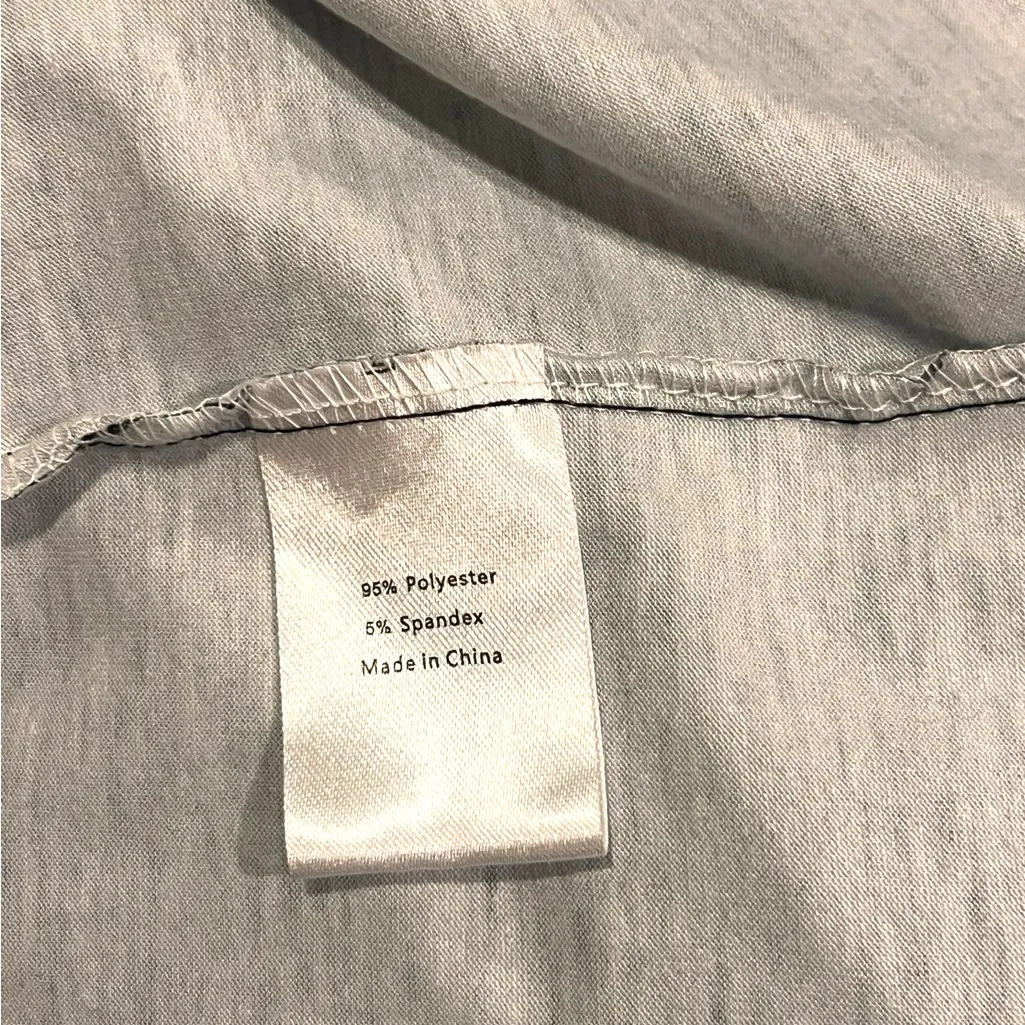 95% Polyester
5% Spandex
Made in China